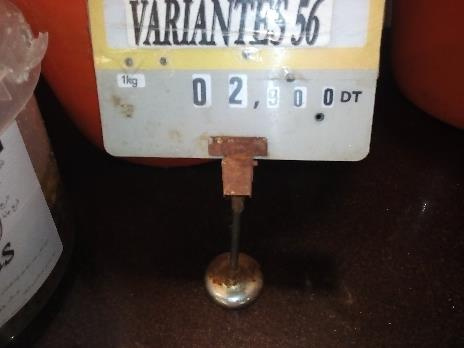 VARIANTES 56
1kg 02,900 DT